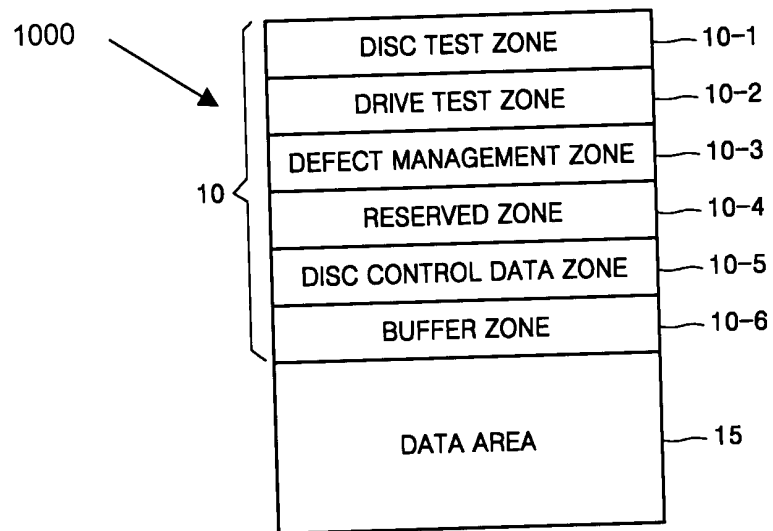 1000
DISC TEST ZONE 10-1
DRIVE TEST ZONE 10-2
DEFECT MANAGEMENT ZONE 10-3
10
RESERVED ZONE 10-4
DISC CONTROL DATA ZONE 10-5
BUFFER ZONE 10-6
DATA AREA 15